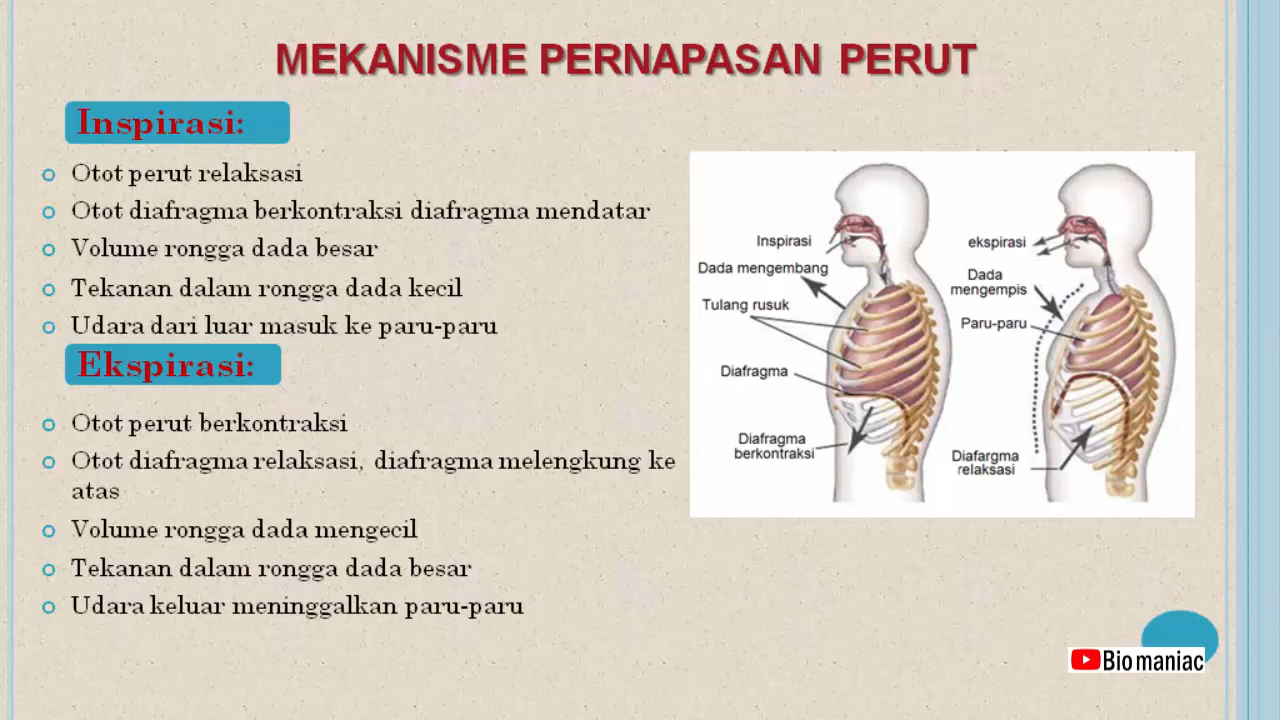 MEKANISME PERNAPASAN PERUT
Inspirasi:
Otot perut relaksasi
Otot diafragma berkontraksi diafragma mendatar
Volume rongga dada besar
Tekanan dalam rongga dada kecil
Udara dari luar masuk ke paru-paru
Ekspirasi:
Otot perut berkontraksi
Otot diafragma relaksasi, diafragma melengkung ke
atas
Volume rongga dada mengecil
Tekanan dalam rongga dada besar
Udara keluar meninggalkan paru-paru
Inspirasi
Dada mengembang
Tulang rusuk
Diafragma
Diafragma
berkontraksi
ekspirasi
Dada
mengempis
Paru-paru
Diafargma
relaksasi
Bio maniac